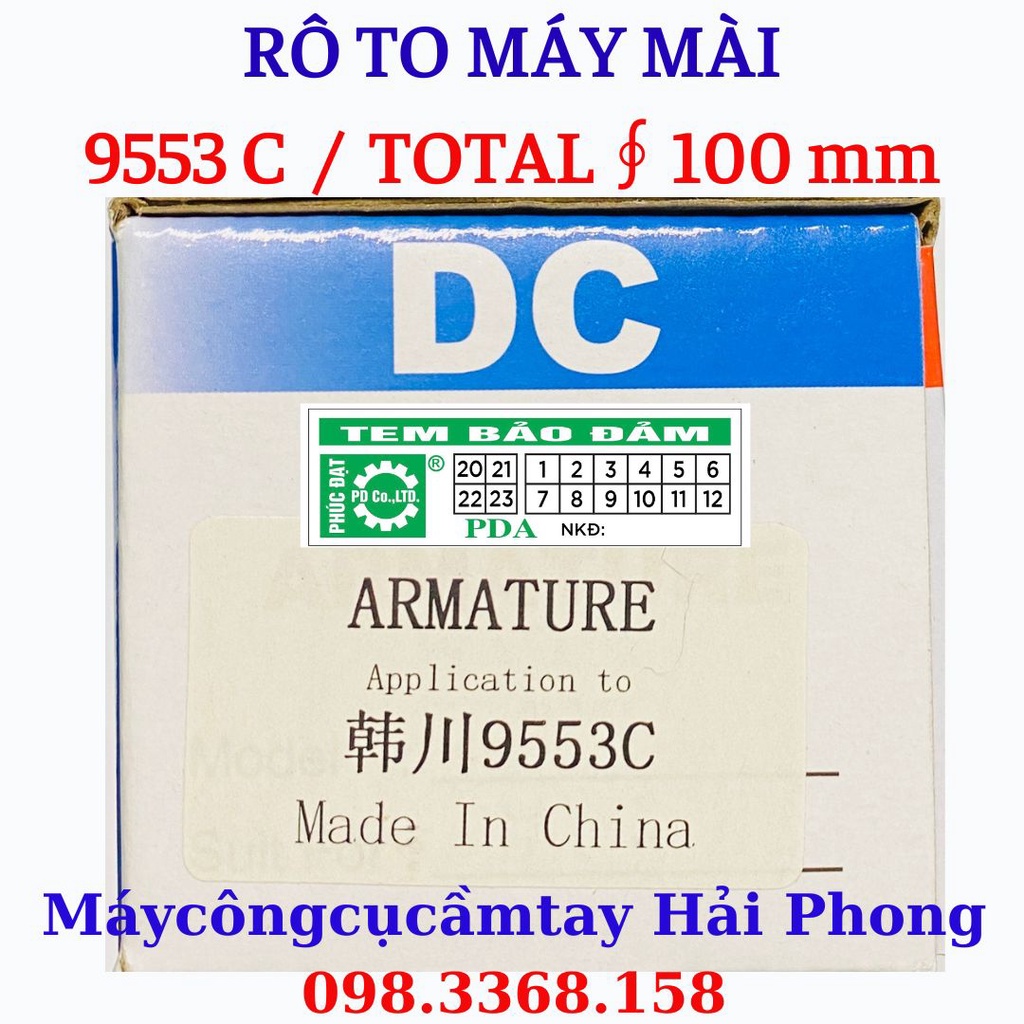 RÔ TO MÁY MÀI
9553 C / TOTAL ∮ 100 mm
DC
TEM BẢO ĐẢM
PHÚC ĐẠT
PD Co.,LTD.
®
20 21 1 2 3 4 5 6
22 23 7 8 9 10 11 12
PDA NKĐ:
ARMATURE
Application to
韩川9553C
Model
Made In China
Máycôngcụcầmtay Hải Phong
098.3368.158